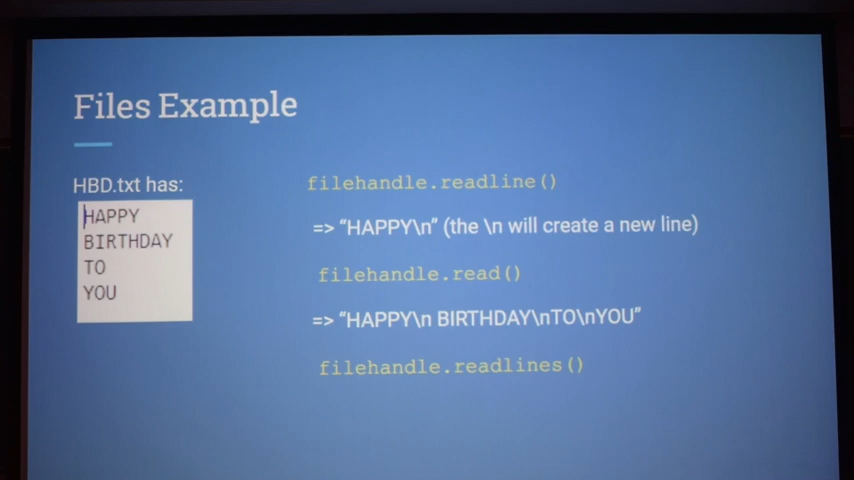 Files Example
HBD.txt has:
HAPPY
BIRTHDAY
TO
YOU
filehandle.readline()
=> “HAPPY\n” (the \n will create a new line)
filehandle.read()
=> “HAPPY\n BIRTHDAY\nTO\nYOU”
filehandle.readlines()